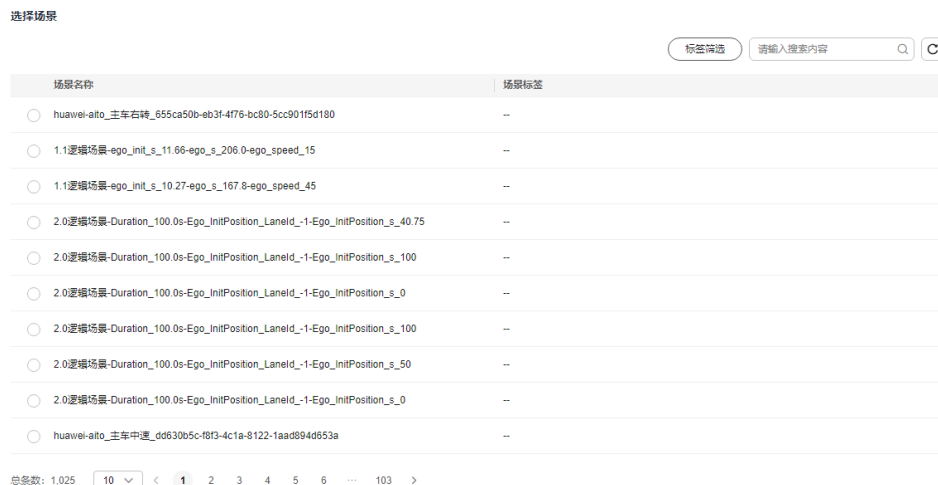 选择场景
标签筛选 请输入搜索内容
场景名称 场景标签
huawei-aito_主车右转_655ca50b-eb3f-4f76-bc80-5cc901f5d180 --
1.1逻辑场景-ego_init_s_11.66-ego_s_206.0-ego_speed_15 --
1.1逻辑场景-ego_init_s_10.27-ego_s_167.8-ego_speed_45 --
2.0逻辑场景-Duration_100.0s-Ego_InitPosition_LaneId_-1-Ego_InitPosition_s_40.75 --
2.0逻辑场景-Duration_100.0s-Ego_InitPosition_LaneId_-1-Ego_InitPosition_s_100 --
2.0逻辑场景-Duration_100.0s-Ego_InitPosition_LaneId_-1-Ego_InitPosition_s_0 --
2.0逻辑场景-Duration_100.0s-Ego_InitPosition_LaneId_-1-Ego_InitPosition_s_100 --
2.0逻辑场景-Duration_100.0s-Ego_InitPosition_LaneId_-1-Ego_InitPosition_s_50 --
2.0逻辑场景-Duration_100.0s-Ego_InitPosition_LaneId_-1-Ego_InitPosition_s_0 --
huawei-aito_主车中速_dd630b5c-f8f3-4c1a-8122-1aad894d653a --
总条数：1,025 10 < 1 2 3 4 5 6 ··· 103 >